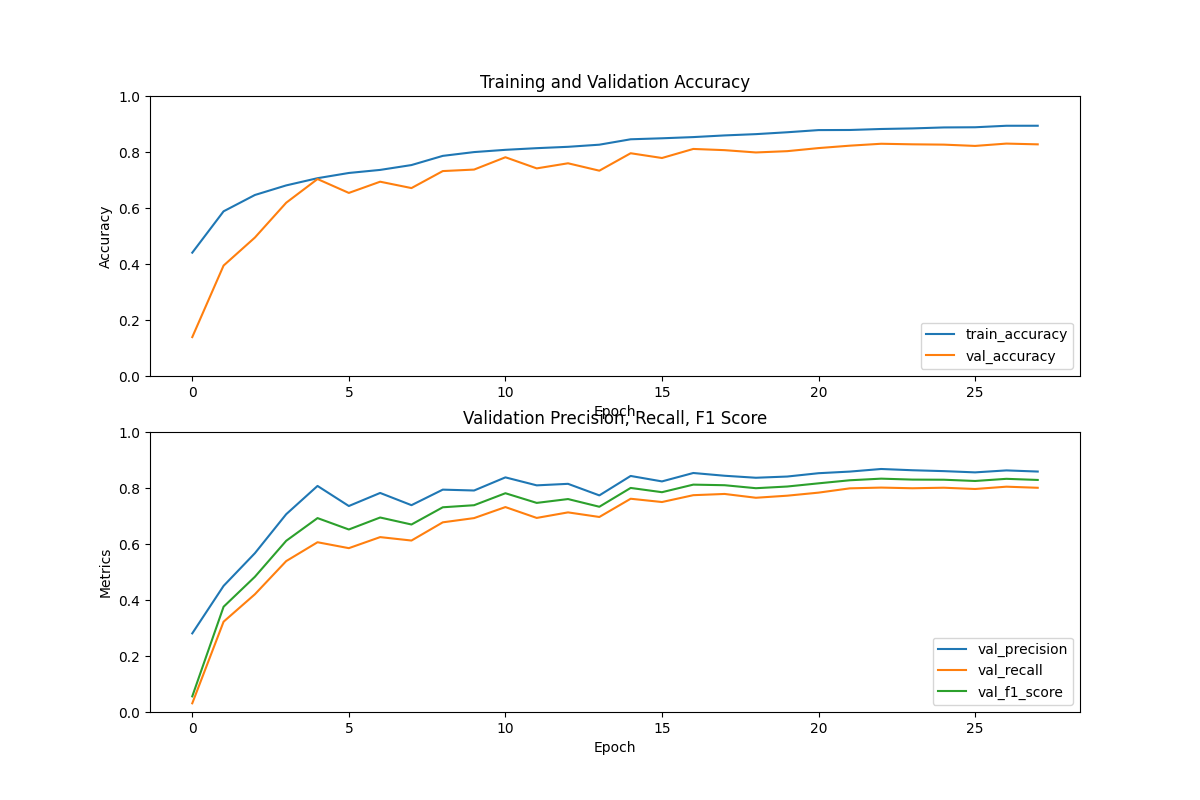 Training and Validation Accuracy
1.0
0.8
0.6
0.4
0.2
0.0
Accuracy
train_accuracy
val_accuracy
0 5 10 15 20 25
Epoch
Validation Precision, Recall, F1 Score
1.0
0.8
0.6
0.4
0.2
0.0
Metrics
val_precision
val_recall
val_f1_score
0 5 10 15 20 25
Epoch